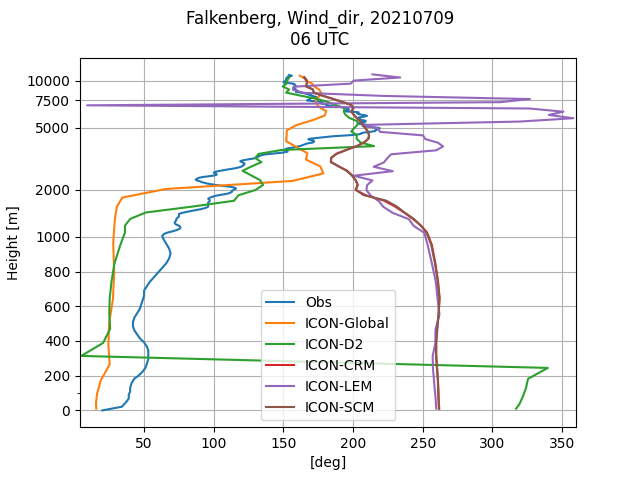 Falkenberg, Wind_dir, 20210709
06 UTC
10000
7500
5000
2000
1000
800
600
400
200
0
Height [m]
Obs
ICON-Global
ICON-D2
ICON-CRM
ICON-LEM
ICON-SCM
50 100 150 200 250 300 350
[deg]